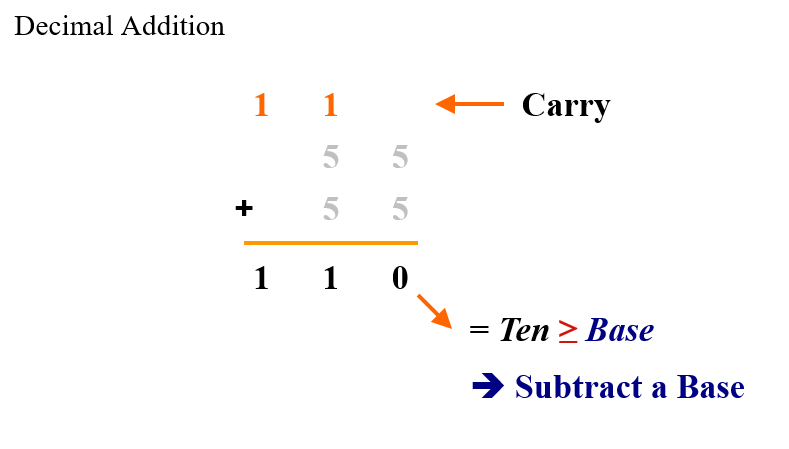 Decimal Addition
1 1 Carry
5 5
+ 5 5
1 1 0
= Ten ≥ Base
➔ Subtract a Base